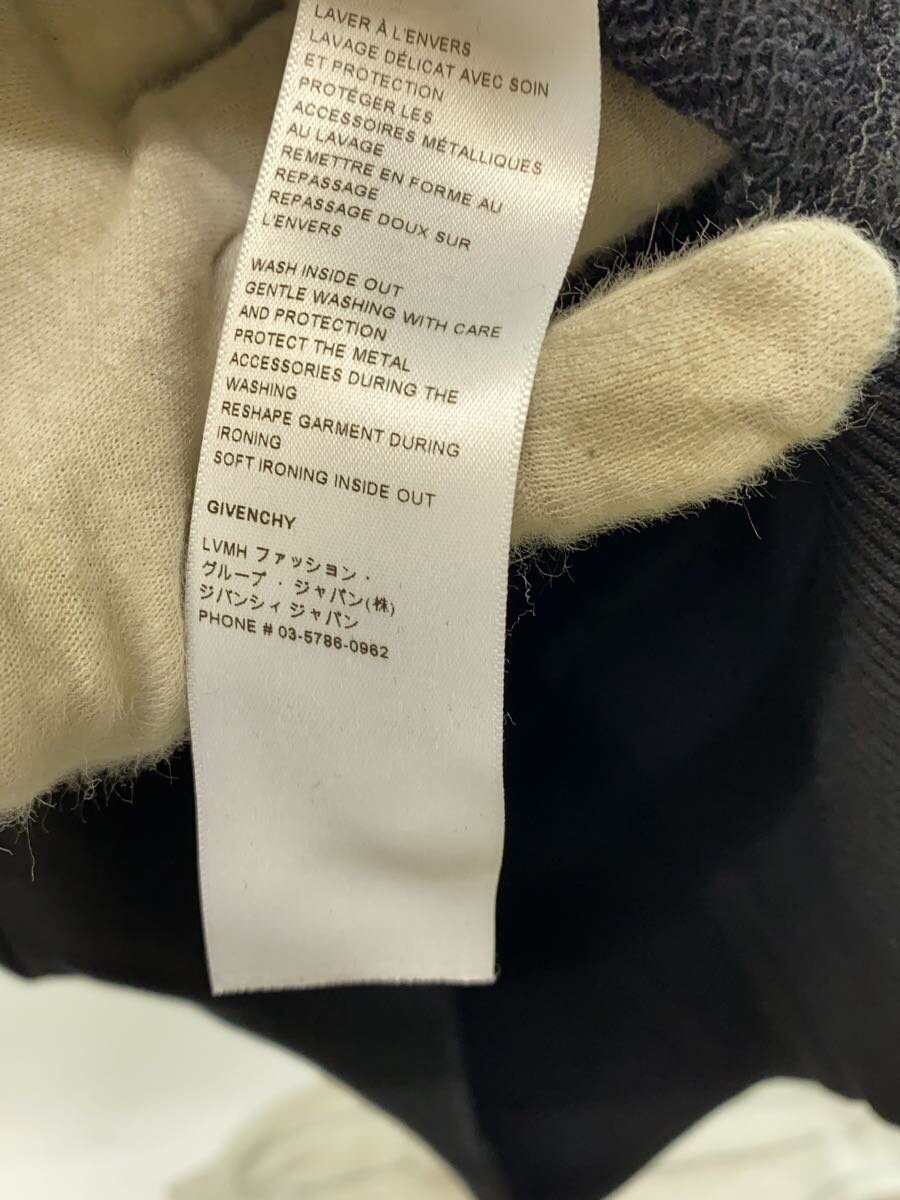 LAVER À L'ENVERS
LAVAGE DÉLICAT AVEC SOIN
ET PROTECTION
PROTÉGER LES
ACCESSOIRES MÉTALLIQUES
AU LAVAGE
REMETTRE EN FORME AU
REPASSAGE
REPASSAGE DOUX SUR
L'ENVERS
WASH INSIDE OUT
GENTLE WASHING WITH CARE
AND PROTECTION
PROTECT THE METAL
ACCESSORIES DURING THE
WASHING
RESHAPE GARMENT DURING
IRONING
SOFT IRONING INSIDE OUT
GIVENCHY
LVMH ファッション・
グループ・ジャパン(株)
ジバンシィ ジャパン
PHONE # 03-5786-0962